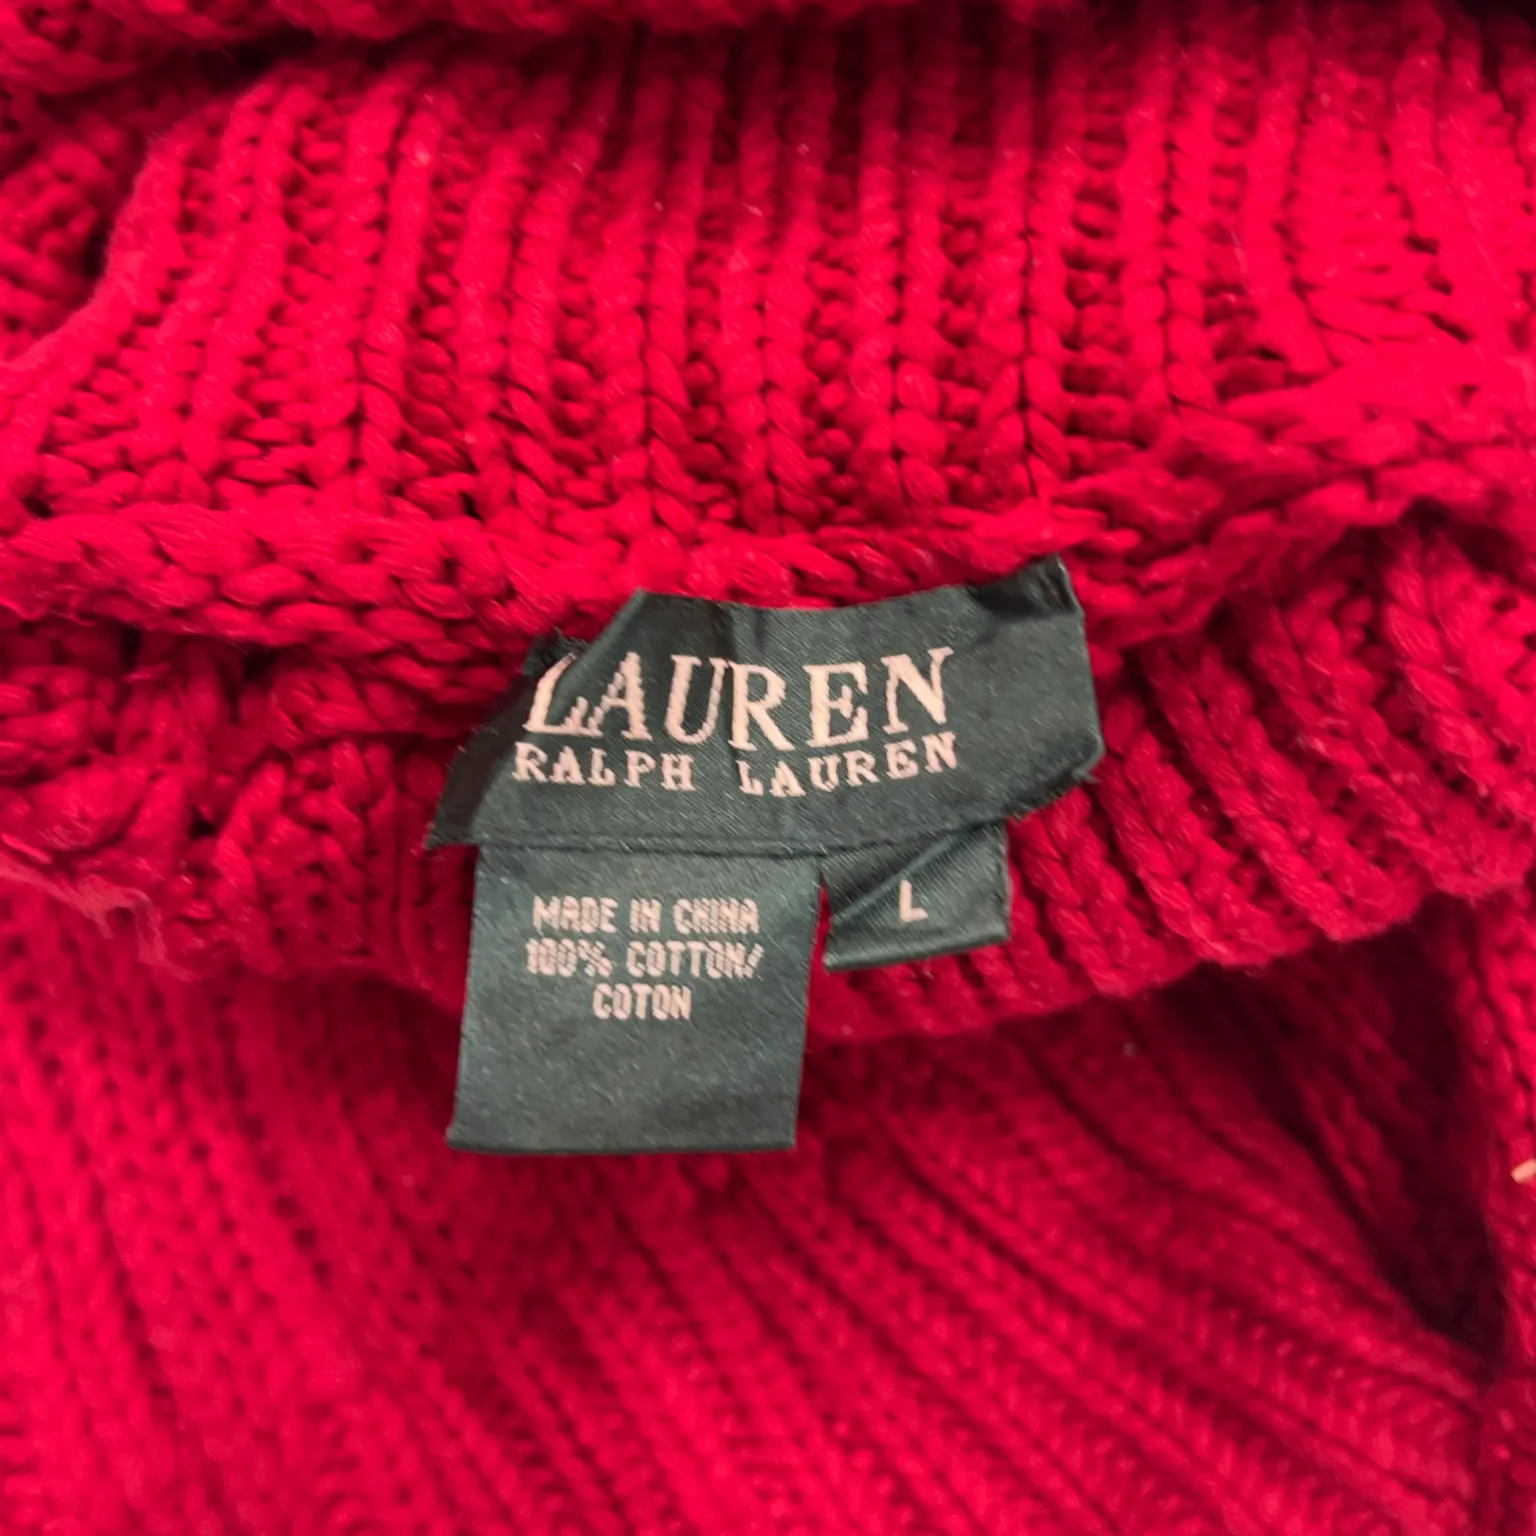 LAUREN
RALPH LAUREN
L
MADE IN CHINA
100% COTTON/
COTON